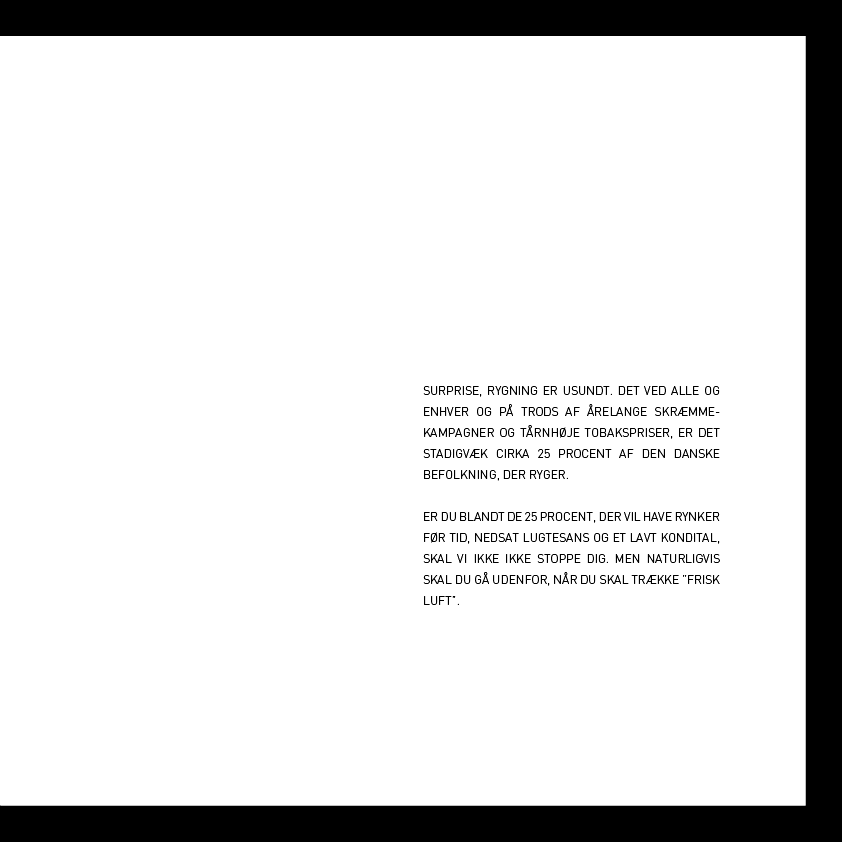 SURPRISE, RYGNING ER USUNDT. DET VED ALLE OG
ENHVER OG PÅ TRODS AF ÅRELANGE SKRÆMME-
KAMPAGNER OG TÅRNHØJE TOBAKSPRISER, ER DET
STADIGVÆK CIRKA 25 PROCENT AF DEN DANSKE
BEFOLKNING, DER RYGER.
ER DU BLANDT DE 25 PROCENT, DER VIL HAVE RYNKER
FØR TID, NEDSAT LUGTESANS OG ET LAVT KONDITAL,
SKAL VI IKKE IKKE STOPPE DIG. MEN NATURLIGVIS
SKAL DU GÅ UDENFOR, NÅR DU SKAL TRÆKKE "FRISK
LUFT".